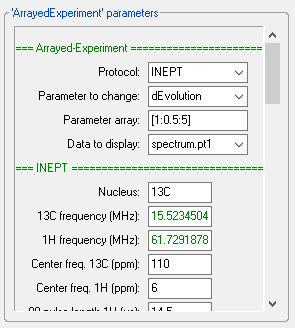 'ArrayedExperiment' parameters
=== Arrayed-Experiment ===
Protocol: INEPT
Parameter to change: dEvolution
Parameter array: [1:0.5:5]
Data to display: spectrum.pt1
=== INEPT ===
Nucleus: 13C
13C frequency (MHz): 15.5234504
1H frequency (MHz): 61.7291878
Center freq. 13C (ppm): 110
Center freq. 1H (ppm): 6
90 pulse length 1H (us): 14.5